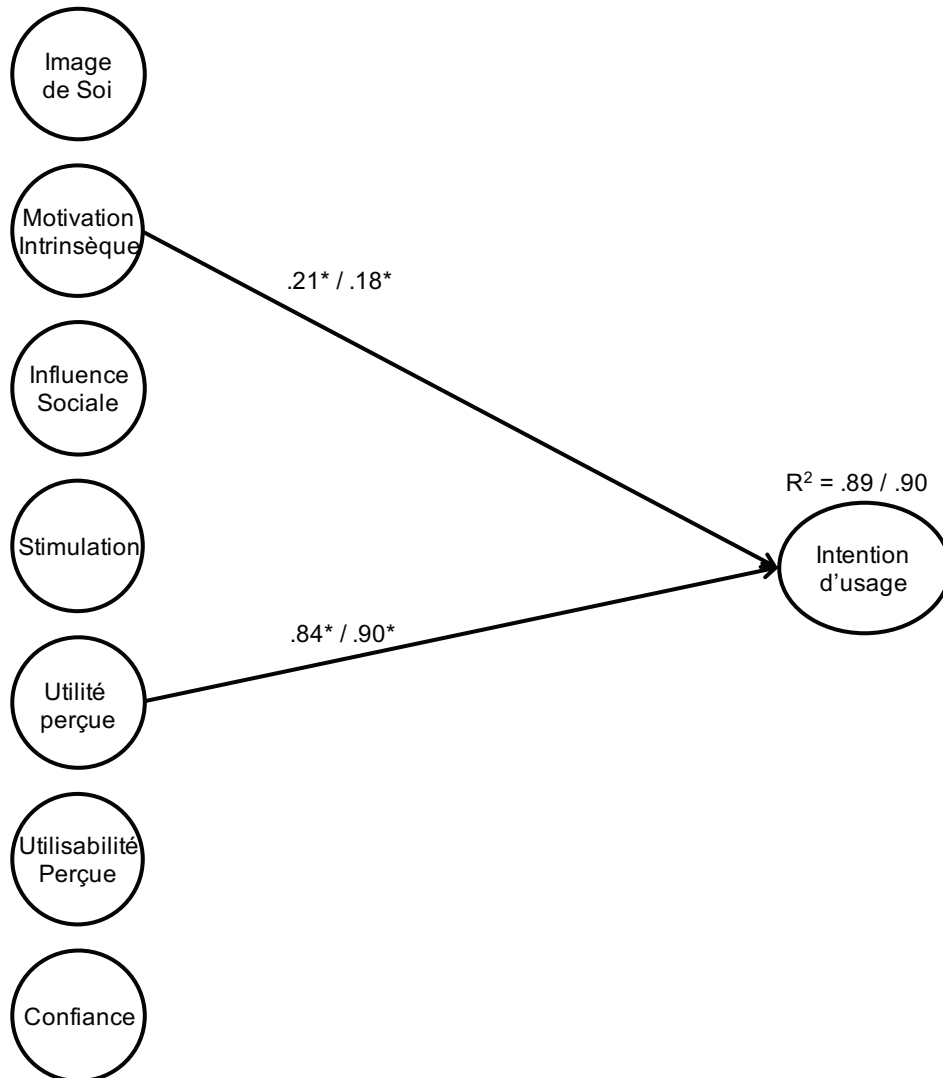 Image
de Soi
Motivation
Intrinsèque
.21* / .18*
Influence
Sociale
R² = .89 / .90
Stimulation
Intention
d’usage
.84* / .90*
Utilité
perçue
Utilisabilité
Perçue
Confiance